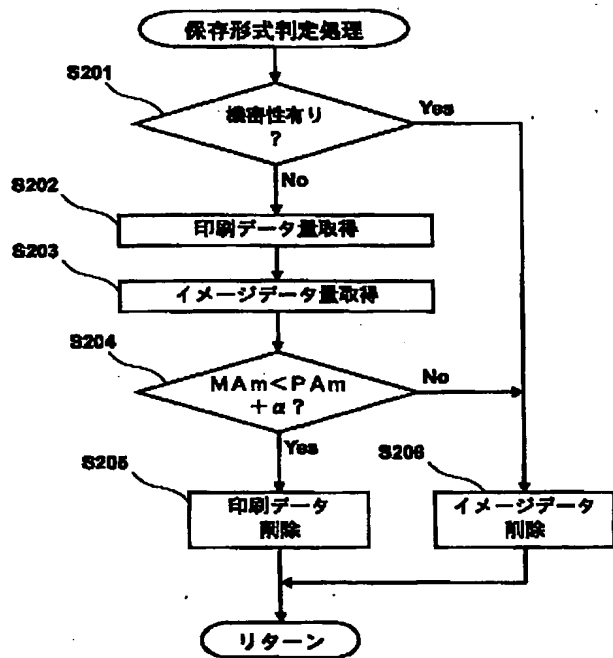 保存形式判定処理
S201
機密性有り
?
Yes
No
S202
印刷データ量取得
S203
イメージデータ量取得
S204
MAm<PAm
+α?
No
Yes
S205
印刷データ
削除
S206
イメージデータ
削除
リターン